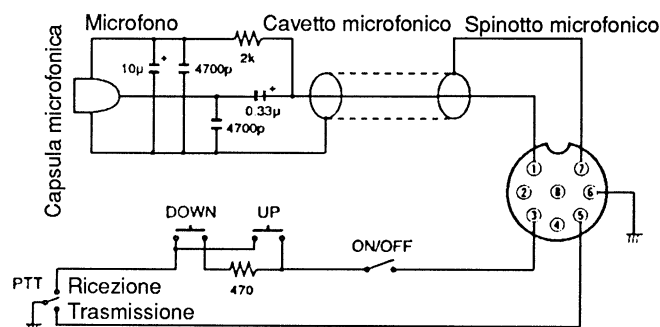 Microfono
Cavetto microfonico
Spinotto microfonico
Capsula microfonica
10µ
+
4700p
2k
+
0.33µ
4700p
1
7
2
8
6
3
5
4
DOWN
UP
470
ON/OFF
PTT
Ricezione
Trasmissione